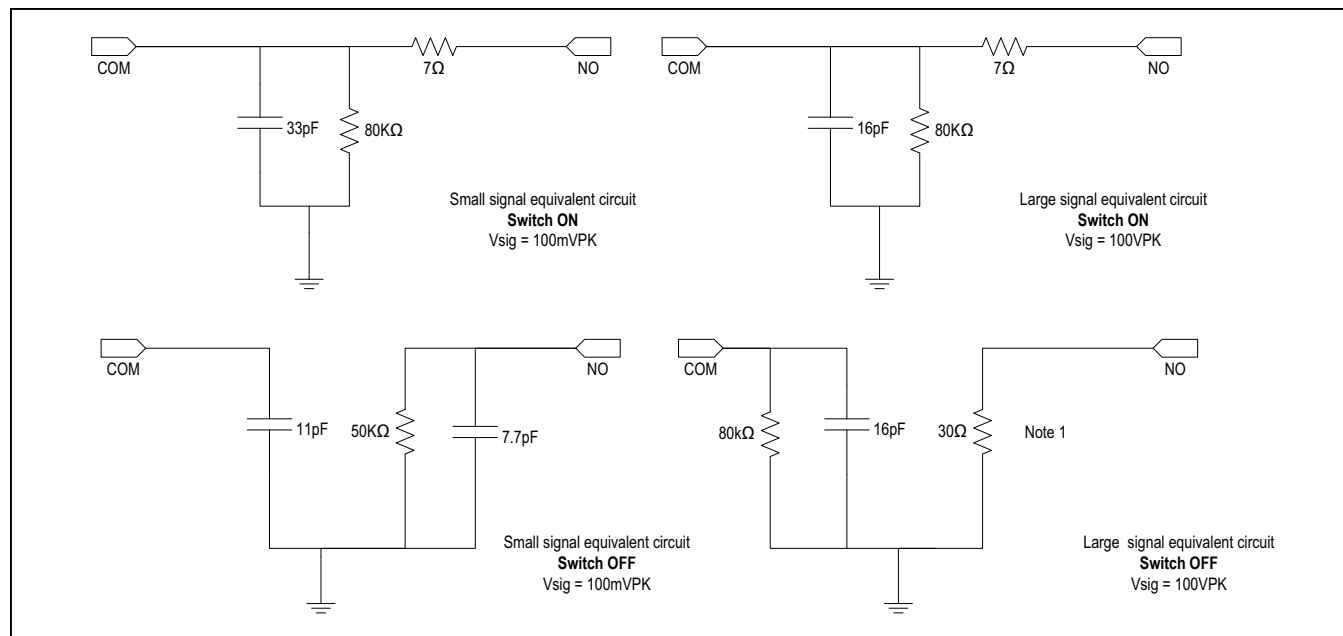 COM
7Ω
NO
33pF
80KΩ
Small signal equivalent circuit
Switch ON
Vsig = 100mVPK
COM
7Ω
NO
16pF
80KΩ
Large signal equivalent circuit
Switch ON
Vsig = 100VPK
COM
NO
11pF
50KΩ
7.7pF
Small signal equivalent circuit
Switch OFF
Vsig = 100mVPK
COM
NO
80kΩ
16pF
30Ω
Note 1
Large signal equivalent circuit
Switch OFF
Vsig = 100VPK